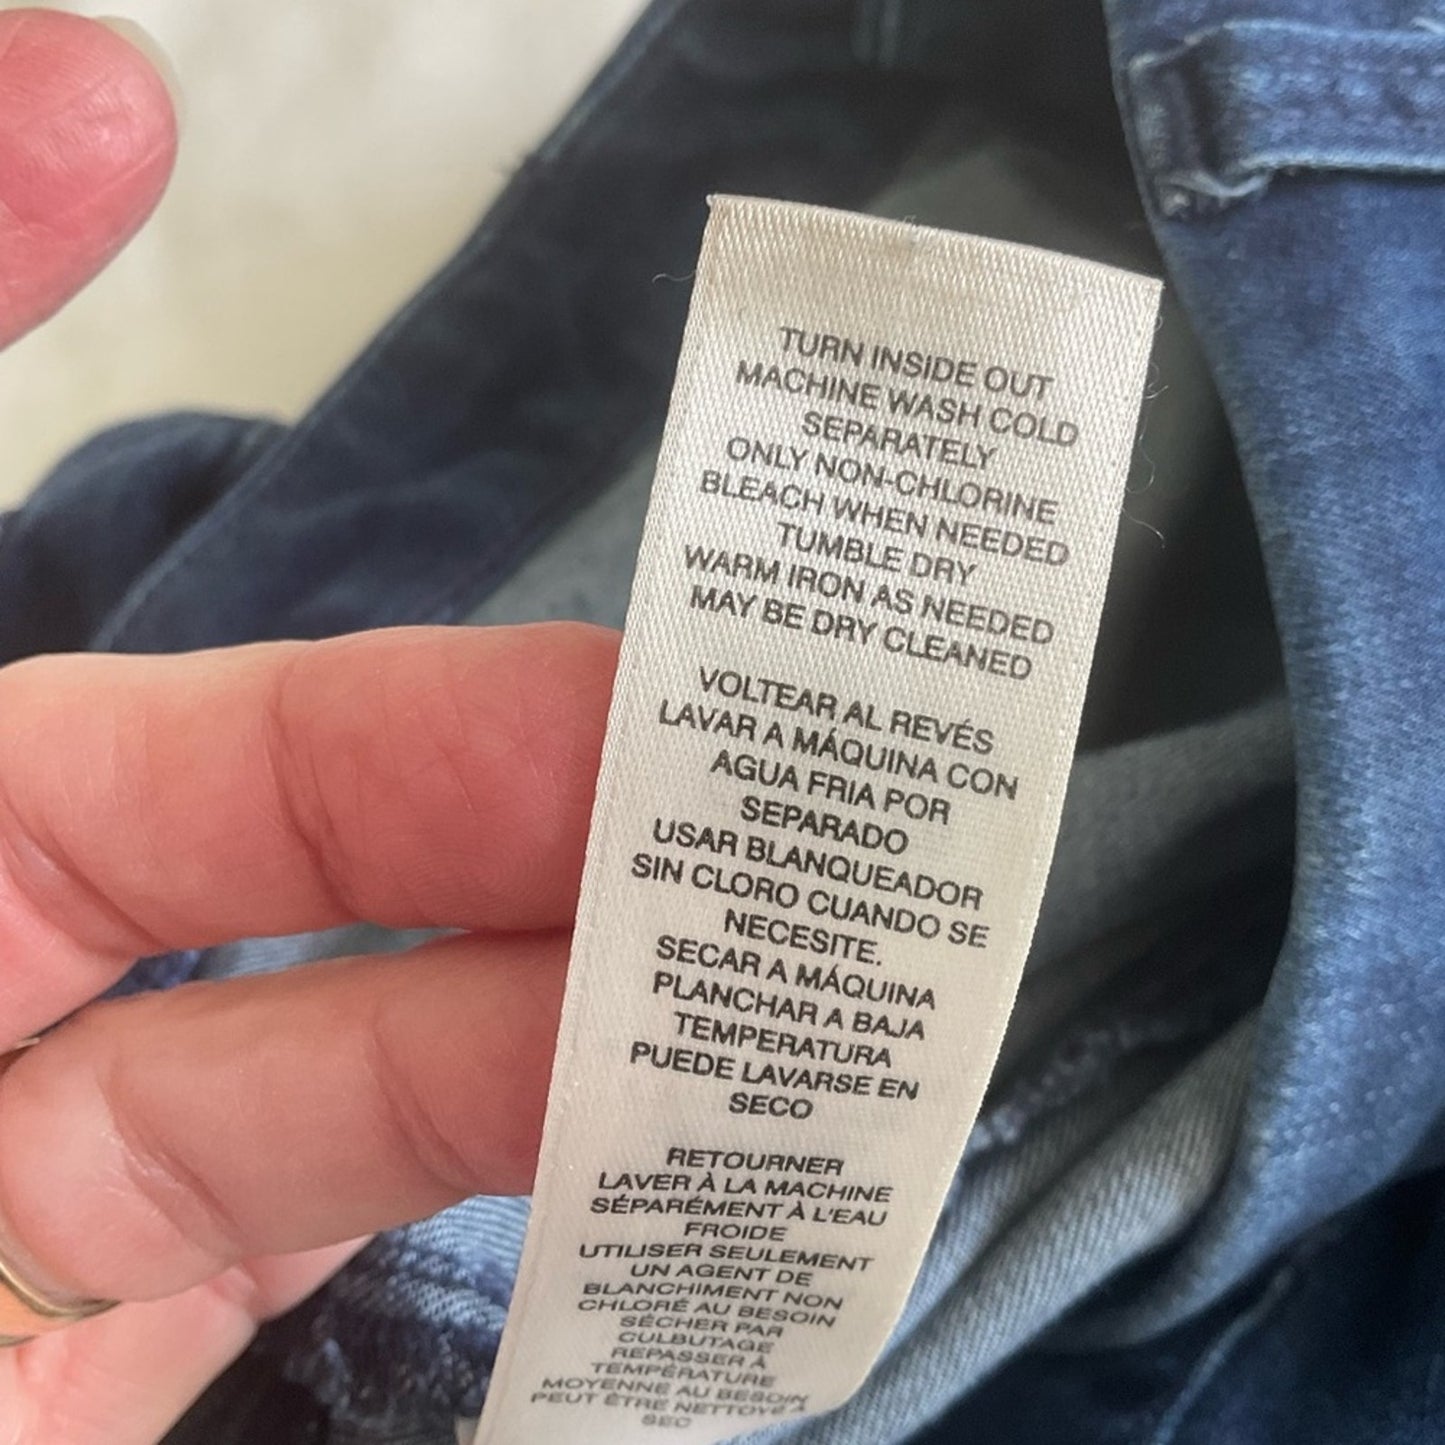 TURN INSIDE OUT
MACHINE WASH COLD
SEPARATELY
ONLY NON-CHLORINE
BLEACH WHEN NEEDED
TUMBLE DRY
WARM IRON AS NEEDED
MAY BE DRY CLEANED
VOLTEAR AL REVÉS
LAVAR A MÁQUINA CON
AGUA FRIA POR
SEPARADO
USAR BLANQUEADOR
SIN CLORO CUANDO SE
NECESITE.
SECAR A MÁQUINA
PLANCHAR A BAJA
TEMPERATURA
PUEDE LAVARSE EN
SECO
RETOURNER
LAVER À LA MACHINE
SÉPARÉMENT À L'EAU
FROIDE
UTILISER SEULEMENT
UN AGENT DE
BLANCHIMENT NON
CHLORÉ AU BESOIN
SÉCHER PAR
CULBUTAGE
REPASSER À
TEMPÉRATURE
MOYENNE AU BESOIN
PEUT ÊTRE NETTOYÉ À
SEC